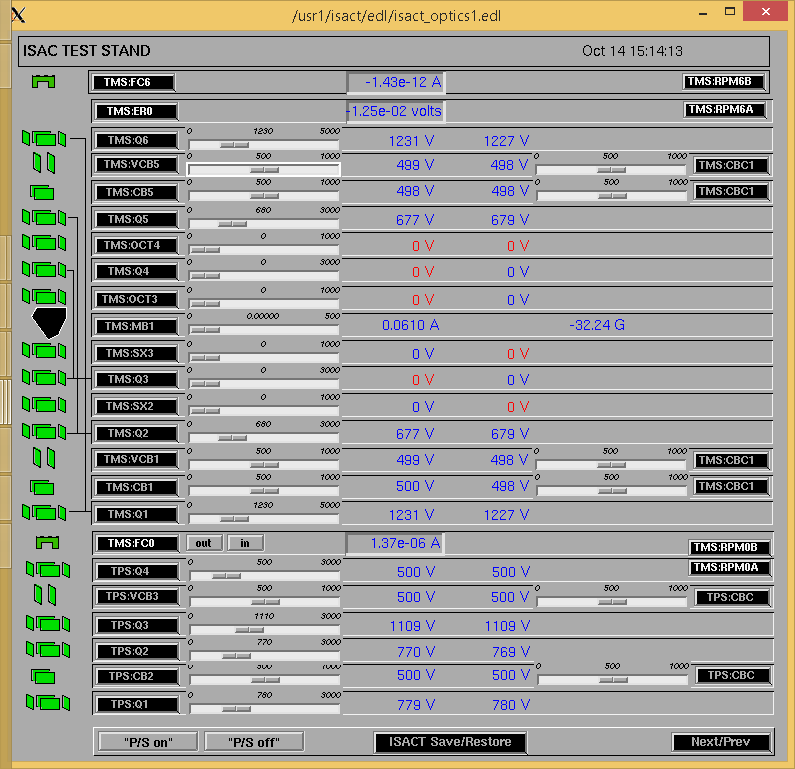 /usr1/isact/edl/isact_optics1.edl
ISAC TEST STAND Oct 14 15:14:13
TMS:FC6 -1.43e-12 A TMS:RPM6B
TMS:ER0 -1.25e-02 volts TMS:RPM6A
0 1230 5000
TMS:Q6 1231 V 1227 V
0 500 1000 0 500 1000
TMS:VCB5 499 V 498 V TMS:CBC1
0 500 1000 0 500 1000
TMS:CB5 498 V 498 V TMS:CBC1
0 680 3000
TMS:Q5 677 V 679 V
0 0 1000
TMS:OCT4 0 V 0 V
0 0 3000
TMS:Q4 0 V 0 V
0 0 1000
TMS:OCT3 0 V 0 V
0 0.00000 500
TMS:MB1 0.0610 A -32.24 G
0 0 1000
TMS:SX3 0 V 0 V
0 0 3000
TMS:Q3 0 V 0 V
0 0 1000
TMS:SX2 0 V 0 V
0 680 3000
TMS:Q2 677 V 679 V
0 500 1000 0 500 1000
TMS:VCB1 499 V 498 V TMS:CBC1
0 500 1000 0 500 1000
TMS:CB1 500 V 498 V TMS:CBC1
0 1230 5000
TMS:Q1 1231 V 1227 V
TMS:FC0 out in 1.37e-06 A TMS:RPM0B
0 500 3000 TMS:RPM0A
TPS:Q4 500 V 500 V
0 500 1000 0 500 1000
TPS:VCB3 500 V 500 V TPS:CBC
0 1110 3000
TPS:Q3 1109 V 1109 V
0 770 3000
TPS:Q2 770 V 769 V
0 500 1000 0 500 1000
TPS:CB2 500 V 500 V TPS:CBC
0 780 3000
TPS:Q1 779 V 780 V
"P/S on" "P/S off" ISACT Save/Restore Next/Prev